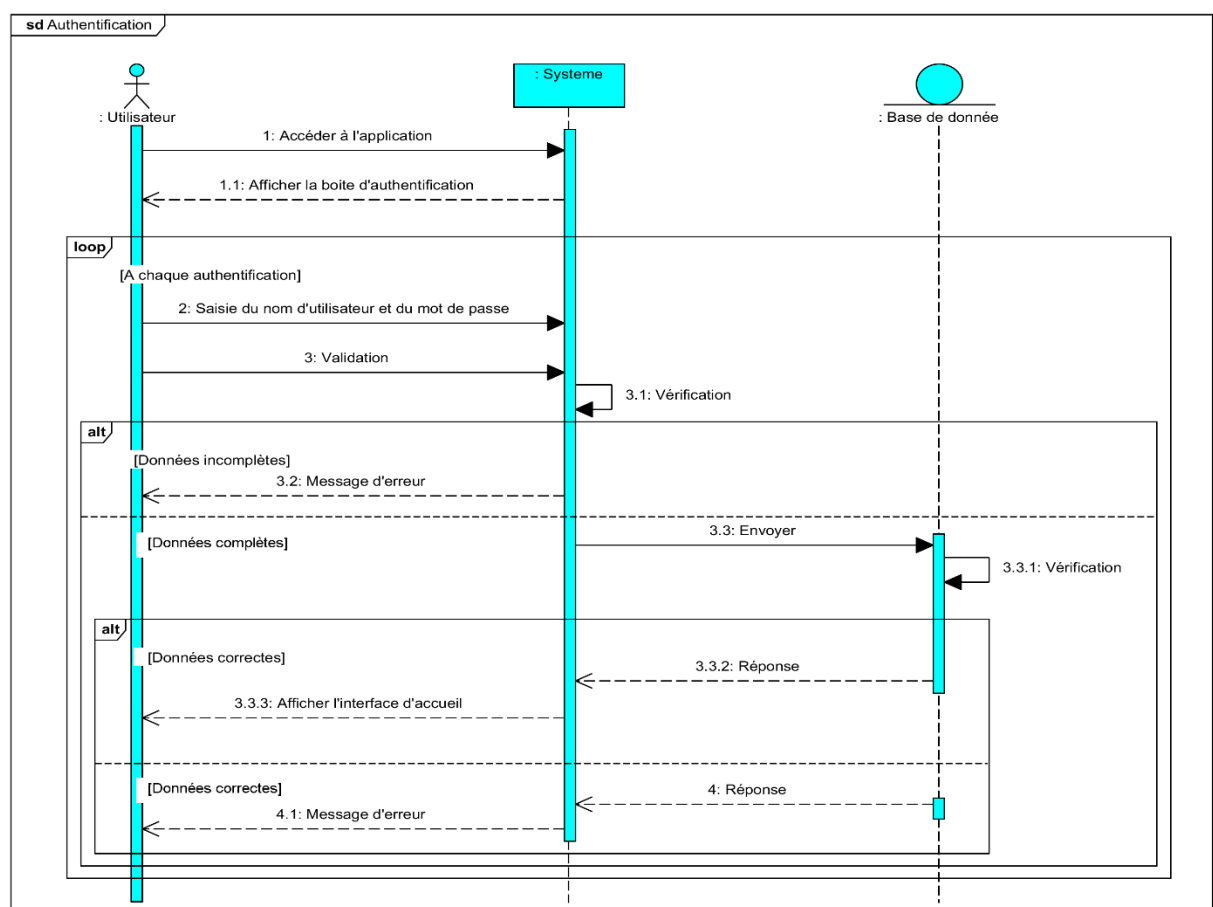 sd Authentification
: Utilisateur
: Systeme
: Base de donnée
1: Accéder à l'application
1.1: Afficher la boite d'authentification
loop
[A chaque authentification]
2: Saisie du nom d'utilisateur et du mot de passe
3: Validation
3.1: Vérification
alt
[Données incomplètes]
3.2: Message d'erreur
3.3: Envoyer
[Données complètes]
3.3.1: Vérification
alt
[Données correctes]
3.3.2: Réponse
3.3.3: Afficher l'interface d'accueil
[Données correctes]
4: Réponse
4.1: Message d'erreur